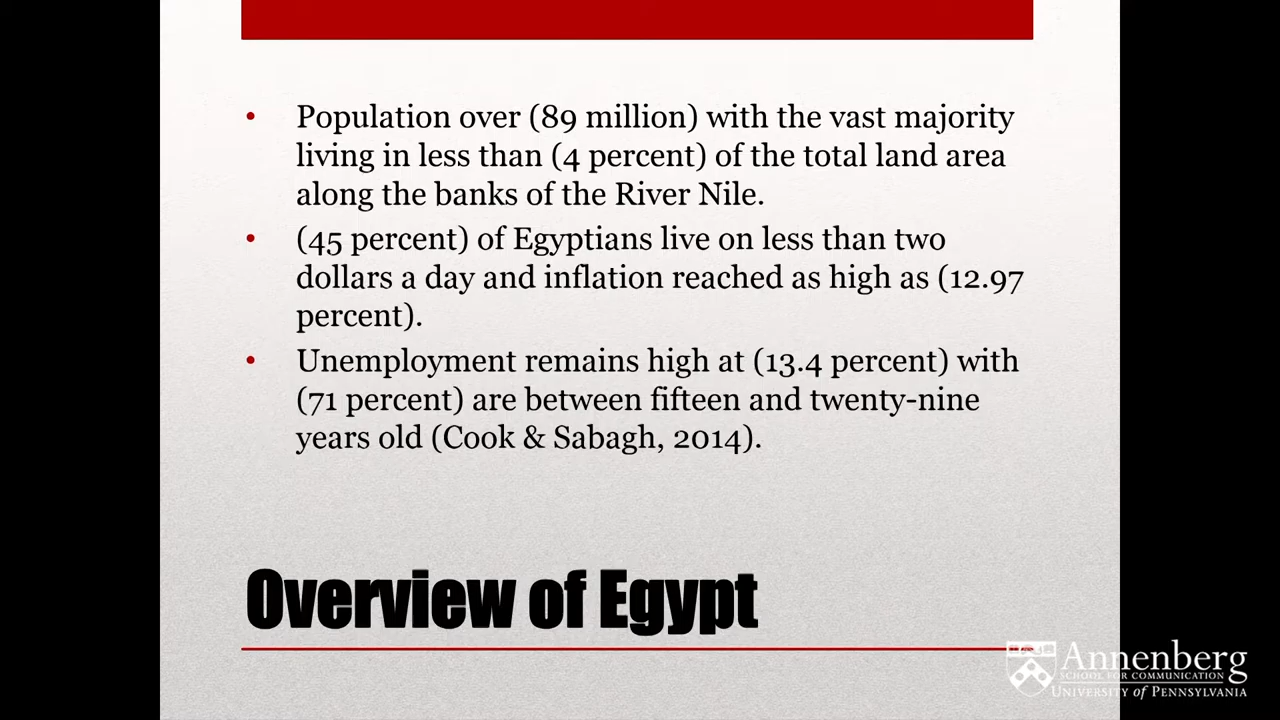 • Population over (89 million) with the vast majority
living in less than (4 percent) of the total land area
along the banks of the River Nile.
• (45 percent) of Egyptians live on less than two
dollars a day and inflation reached as high as (12.97
percent).
• Unemployment remains high at (13.4 percent) with
(71 percent) are between fifteen and twenty-nine
years old (Cook & Sabagh, 2014).
Overview of Egypt
Annenberg
SCHOOL FOR COMMUNICATION
UNIVERSITY OF PENNSYLVANIA